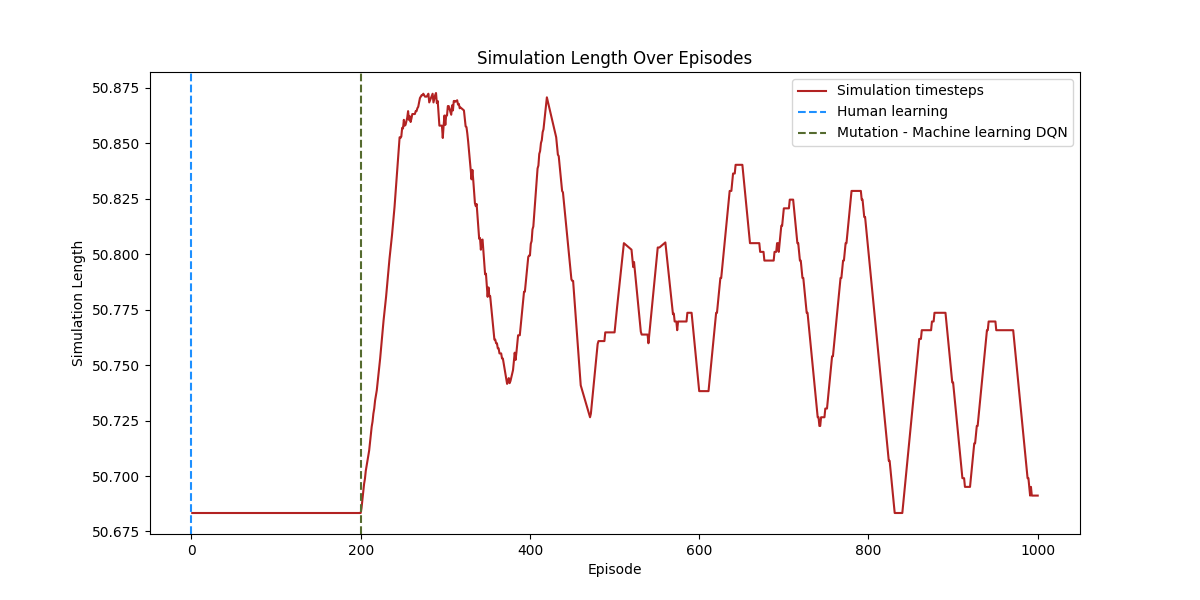 Simulation Length Over Episodes
Simulation timesteps
Human learning
Mutation - Machine learning DQN
Simulation Length
50.875
50.850
50.825
50.800
50.775
50.750
50.725
50.700
50.675
0 200 400 600 800 1000
Episode